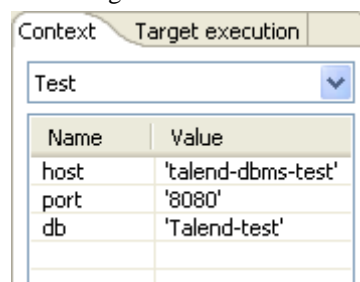 Context Target execution
Test
Name Value
host 'talend-dbms-test'
port '8080'
db 'Talend-test'